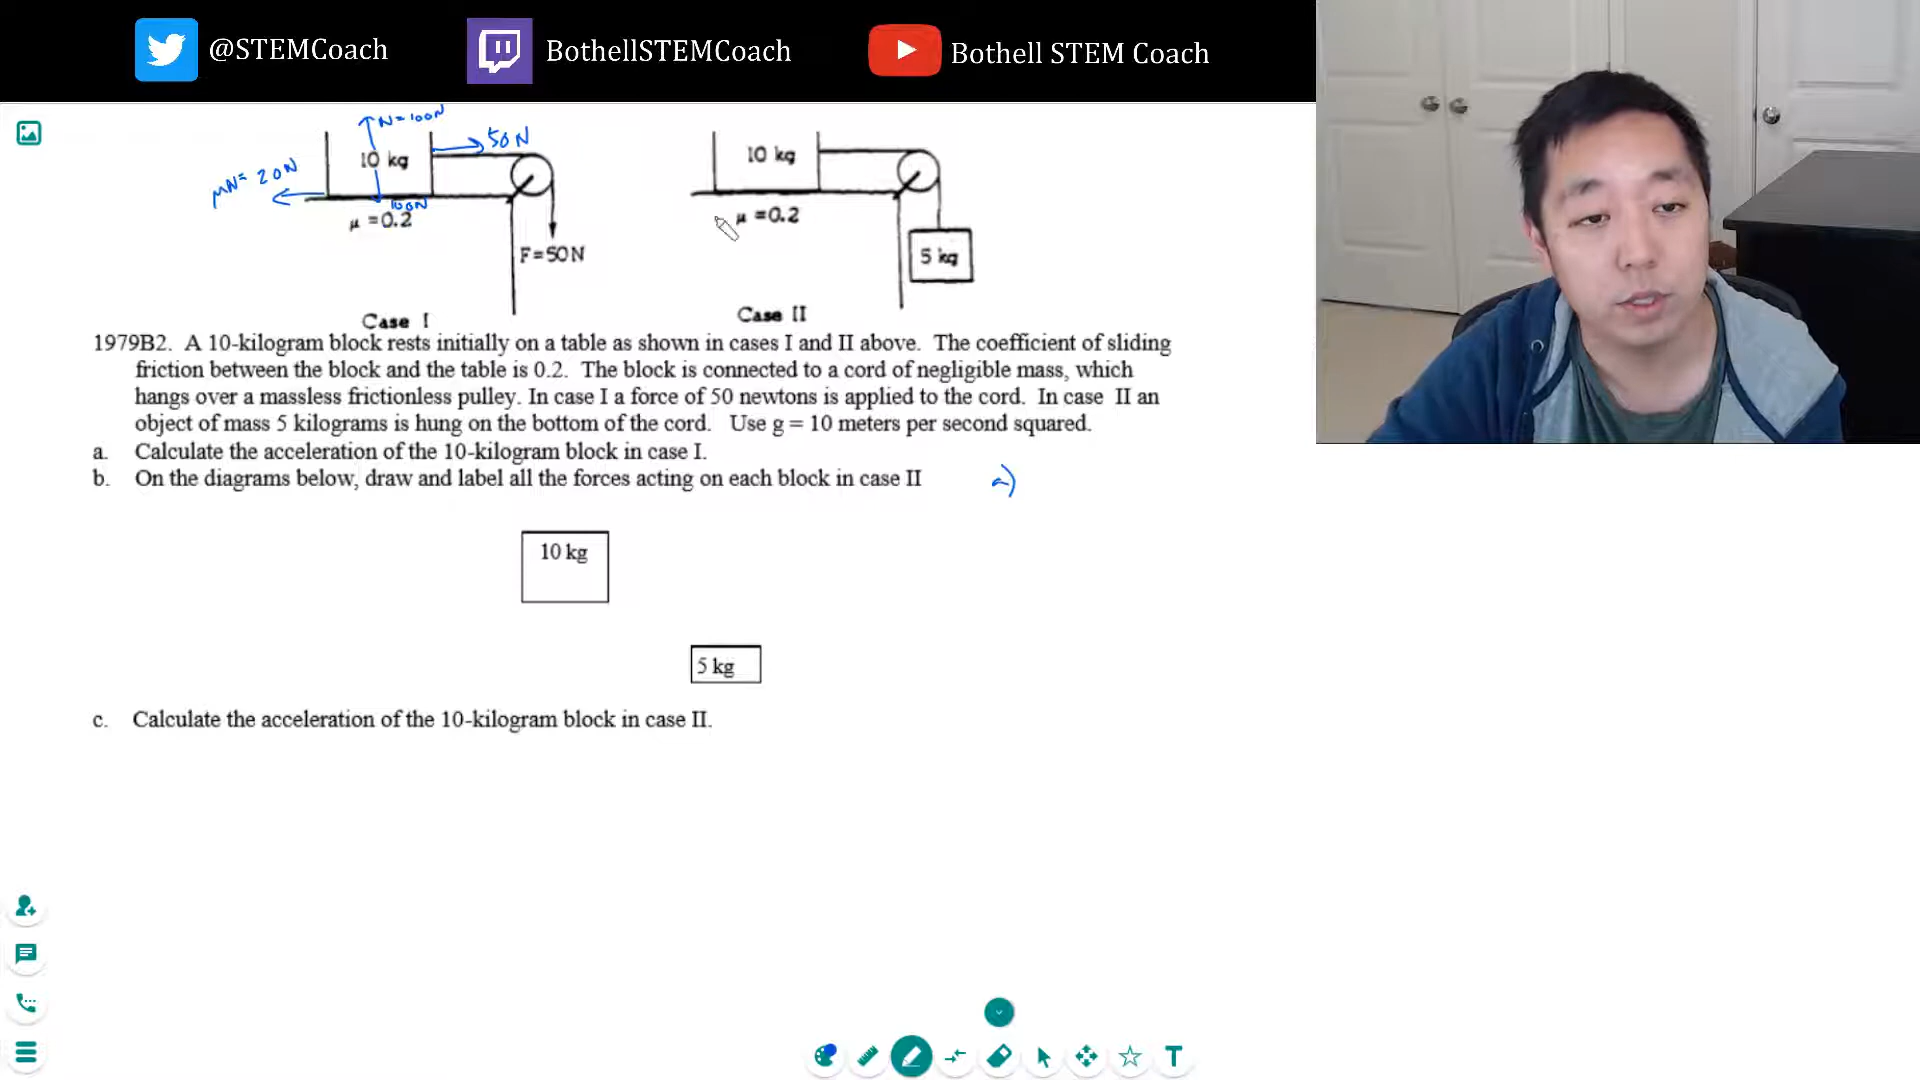 @STEMCoach
BothellSTEMCoach
Bothell STEM Coach
N=100N
50N
10 kg
μN=20N
100N
μ =0.2
F=50N
Case I
10 kg
μ =0.2
5 kg
Case II
1979B2. A 10-kilogram block rests initially on a table as shown in cases I and II above. The coefficient of sliding
friction between the block and the table is 0.2. The block is connected to a cord of negligible mass, which
hangs over a massless frictionless pulley. In case I a force of 50 newtons is applied to the cord. In case II an
object of mass 5 kilograms is hung on the bottom of the cord. Use g = 10 meters per second squared.
a. Calculate the acceleration of the 10-kilogram block in case I.
b. On the diagrams below, draw and label all the forces acting on each block in case II
a)
10 kg
5 kg
c. Calculate the acceleration of the 10-kilogram block in case II.
T